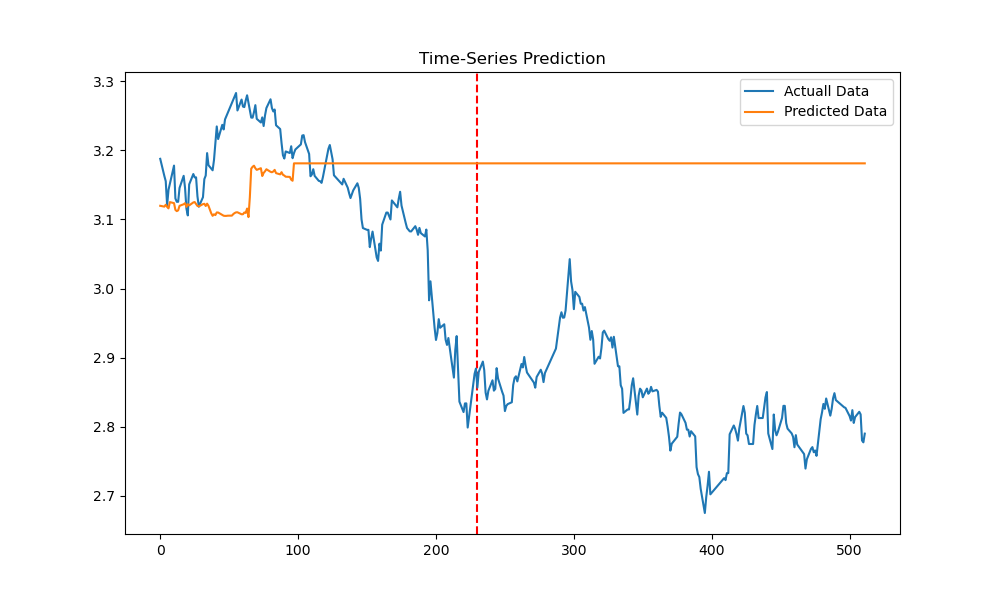 Time-Series Prediction
3.3
3.2
3.1
3.0
2.9
2.8
2.7
0 100 200 300 400 500
Actuall Data
Predicted Data